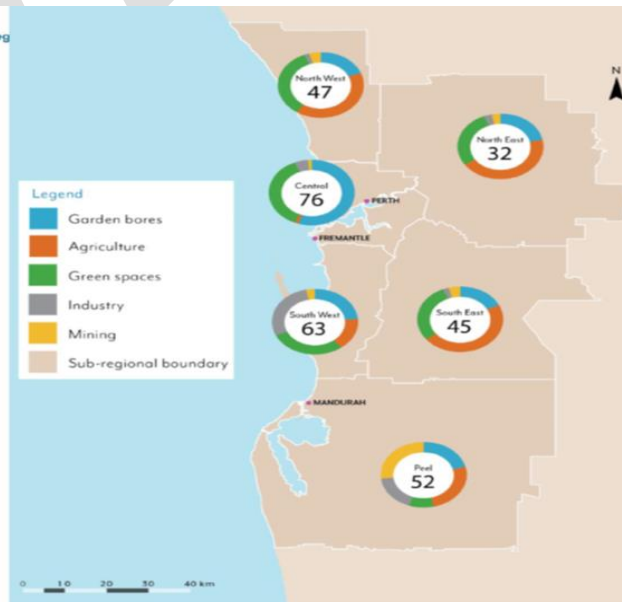 eg
North West
47
N
North East
32
Central
76
PERTH
FREMANTLE
Legend
Garden bores
Agriculture
Green spaces
Industry
Mining
Sub-regional boundary
South West
63
South East
45
MANDURAH
Peel
52
0 10 20 30 40 km